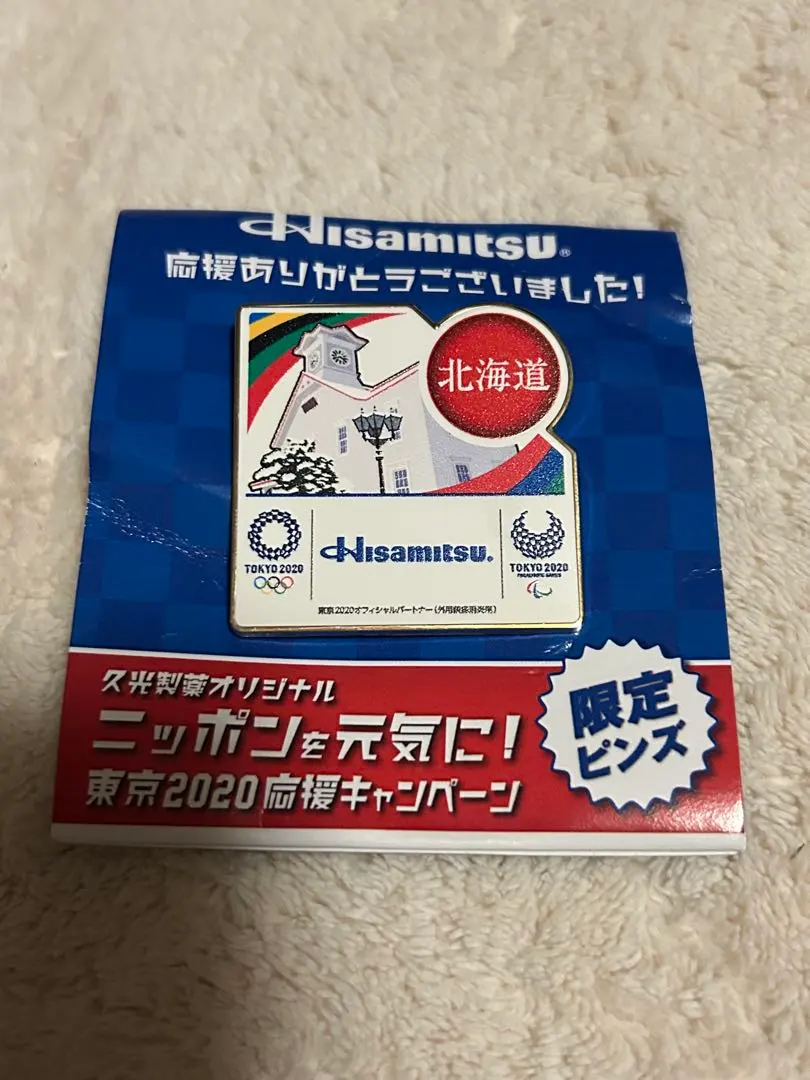 Hisamitsu®
応援ありがとうございました!
北海道
TOKYO 2020
Hisamitsu.
TOKYO 2020
PARALYMPIC GAMES
東京2020オフィシャルパートナー(外用鎮痛消炎剤)
久光製薬オリジナル
ニッポンを元気に!
東京2020応援キャンペーン
限定
ピンズ